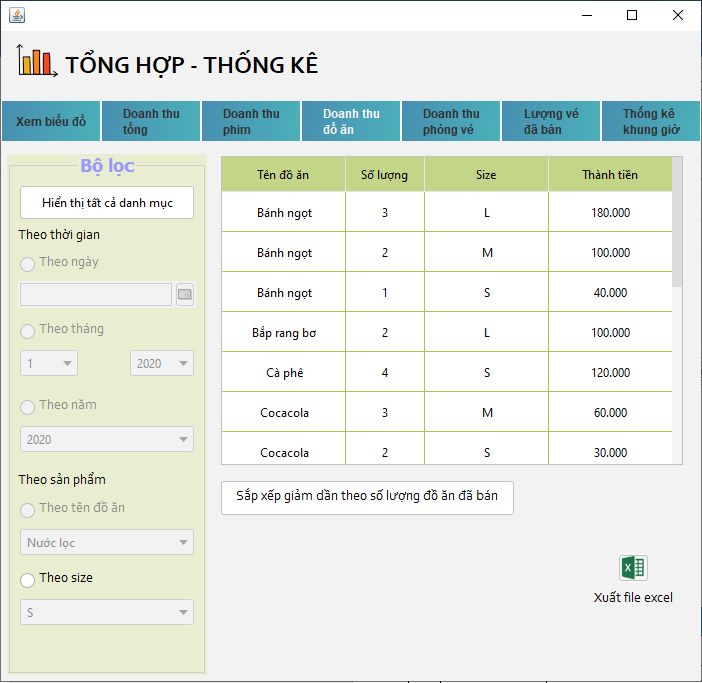 TỔNG HỢP - THỐNG KÊ
Xem biểu đồ
Doanh thu
tổng
Doanh thu
phim
Doanh thu
đồ ăn
Doanh thu
phòng vé
Lượng vé
đã bán
Thống kê
khung giờ
Bộ lọc
Hiển thị tất cả danh mục
Theo thời gian
Theo ngày
Theo tháng
1 2020
Theo năm
2020
Theo sản phẩm
Theo tên đồ ăn
Nước lọc
Theo size
S
Tên đồ ăn Số lượng Size Thành tiền
Bánh ngọt 3 L 180.000
Bánh ngọt 2 M 100.000
Bánh ngọt 1 S 40.000
Bắp rang bơ 2 L 100.000
Cà phê 4 S 120.000
Cocacola 3 M 60.000
Cocacola 2 S 30.000
Sắp xếp giảm dần theo số lượng đồ ăn đã bán
X
Xuất file excel